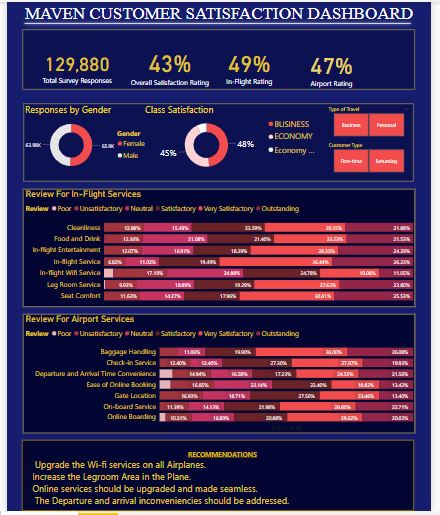 MAVEN CUSTOMER SATISFACTION DASHBOARD
129,880
Total Survey Responses
43%
Overall Satisfaction Rating
49%
In-Flight Rating
47%
Airport Rating
Responses by Gender
63.98K
65.9K
Gender
Female
Male
Class Satisfaction
45%
48%
BUSINESS
ECONOMY
Economy ...
Type of Travel
Business Personal
Customer Type
First-time Returning
Review For In-Flight Services
Review Poor Unsatisfactory Neutral Satisfactory Very Satisfactory Outstanding
Cleanliness 12.88% 15.49% 23.59% 26.15% 21.88%
Food and Drink 12.36% 21.08% 21.40% 23.53% 21.53%
In-flight Entertainment 12.07% 16.91% 18.39% 29.29%
In-flight Service 6.82% 11.02% 19.49% 36.44% 26.23%
In-flight Wifi Service 17.19% 24.88% 24.78% 19.08% 11.05%
Leg Room Service 9.93% 18.89% 19.29% 27.63% 23.80%
Seat Comfort 11.63% 14.27% 17.96% 30.61% 25.53%
Review For Airport Services
Review Poor Unsatisfactory Neutral Satisfactory Very Satisfactory Outstanding
Baggage Handling 11.06% 19.90% 36.00% 26.08%
Check-in Service 12.40% 12.40% 27.30% 27.97% 19.93%
Departure and Arrival Time Convenience 14.94% 16.58% 17.23% 24.55% 21.56%
Ease of Online Booking 16.85% 23.14% 23.40% 18.82% 13.42%
Gate Location 16.93% 18.71% 27.50% 23.46% 13.40%
On-board Service 11.39% 14.13% 21.98% 29.80% 22.71%
Online Boarding 10.21% 16.89% 20.88% 29.62% 20.03%
RECOMMENDATIONS
Upgrade the Wi-fi services on all Airplanes.
Increase the Legroom Area in the Plane.
Online services should be upgraded and made seamless.
The Departure and arrival inconveniencies should be addressed.